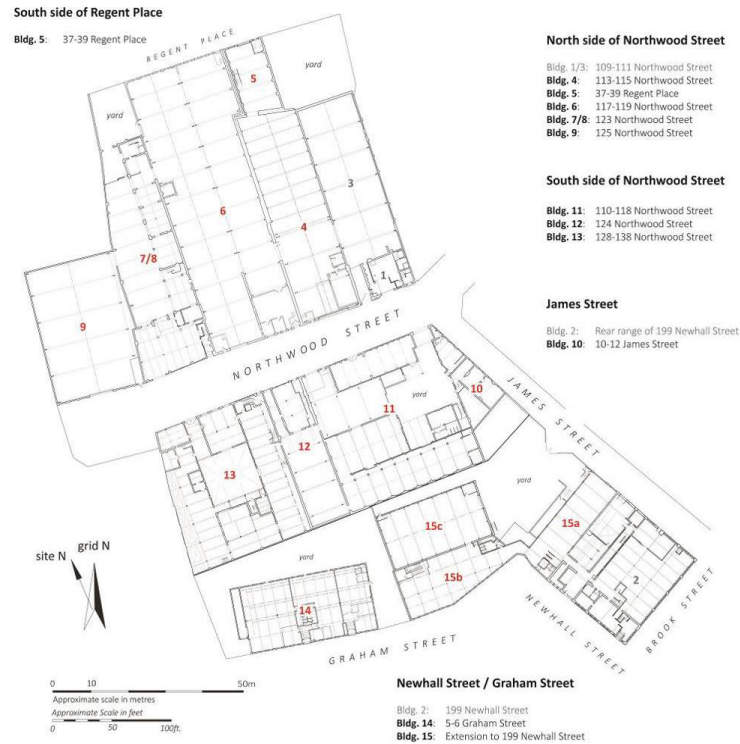 South side of Regent Place
Bldg. 5: 37-39 Regent Place
REGENT PLACE
yard
5
yard
3
6
4
7/8
1
9
North side of Northwood Street
Bldg. 1/3: 109-111 Northwood Street
Bldg. 4: 113-115 Northwood Street
Bldg. 5: 37-39 Regent Place
Bldg. 6: 117-119 Northwood Street
Bldg. 7/8: 123 Northwood Street
Bldg. 9: 125 Northwood Street
South side of Northwood Street
Bldg. 11: 110-118 Northwood Street
Bldg. 12: 124 Northwood Street
Bldg. 13: 128-138 Northwood Street
James Street
Bldg. 2: Rear range of 199 Newhall Street
Bldg. 10: 10-12 James Street
NORTHWOOD STREET
JAMES STREET
10
yard
11
12
13
yard
15a
15c
15b
2
yard
14
site N
grid N
NEWHALL STREET
BROOK STREET
GRAHAM STREET
0 10 50m
Approximate scale in metres
Approximate Scale in feet
0 50 100ft.
Newhall Street / Graham Street
Bldg. 2: 199 Newhall Street
Bldg. 14: 5-6 Graham Street
Bldg. 15: Extension to 199 Newhall Street